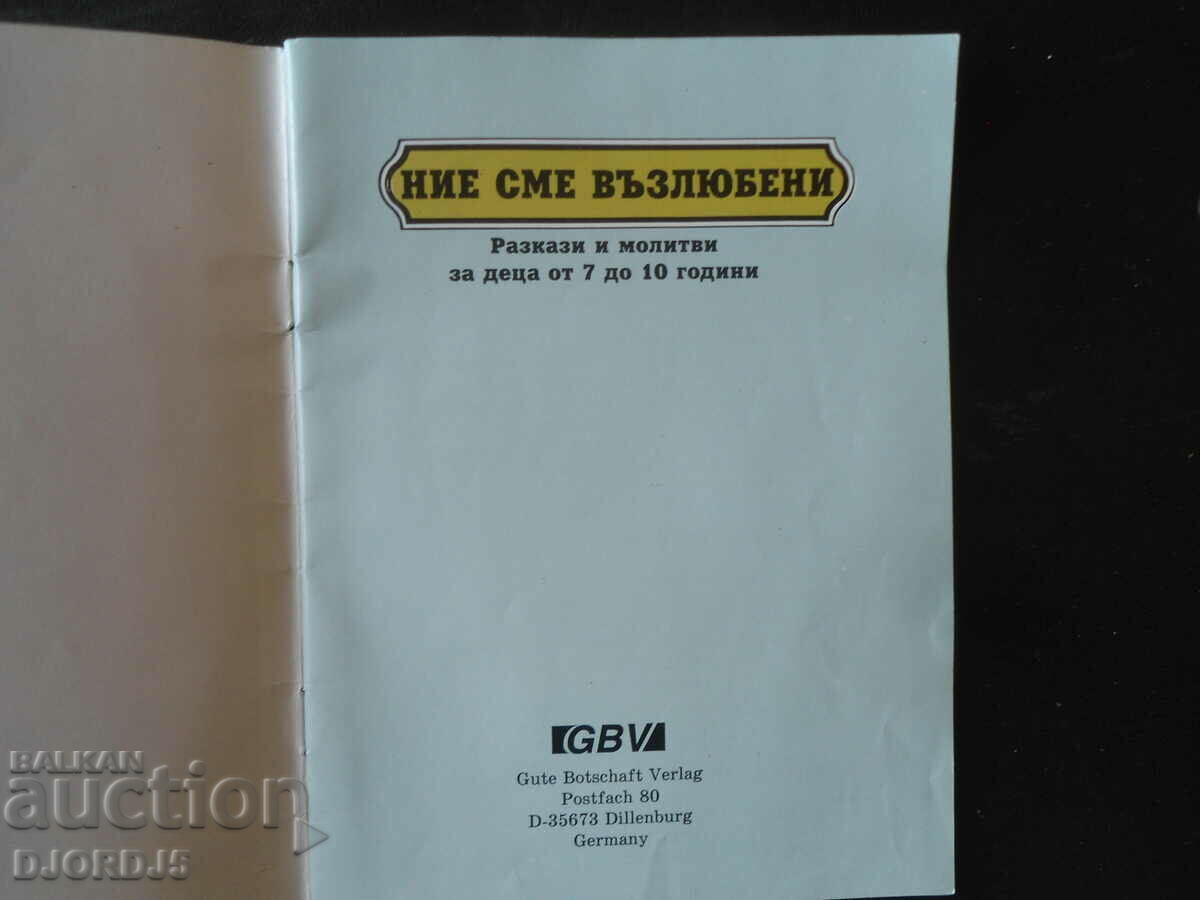 НИЕ СМЕ ВЪЗЛЮБЕНИ
Разкази и молитви
за деца от 7 до 10 години
GBV
Gute Botschaft Verlag
Postfach 80
D-35673 Dillenburg
Germany
BALKAN
auction
DJORDJ5